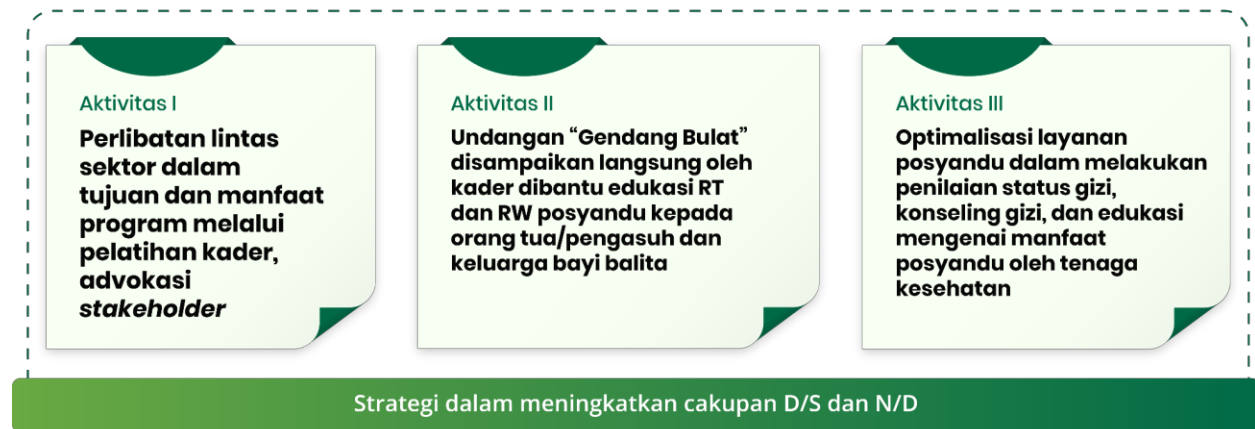 Aktivitas I
Perlibatan lintas
sektor dalam
tujuan dan manfaat
program melalui
pelatihan kader,
advokasi
stakeholder
Aktivitas II
Undangan “Gendang Bulat”
disampaikan langsung oleh
kader dibantu edukasi RT
dan RW posyandu kepada
orang tua/pengasuh dan
keluarga bayi balita
Aktivitas III
Optimalisasi layanan
posyandu dalam melakukan
penilaian status gizi,
konseling gizi, dan edukasi
mengenai manfaat
posyandu oleh tenaga
kesehatan
Strategi dalam meningkatkan cakupan D/S dan N/D